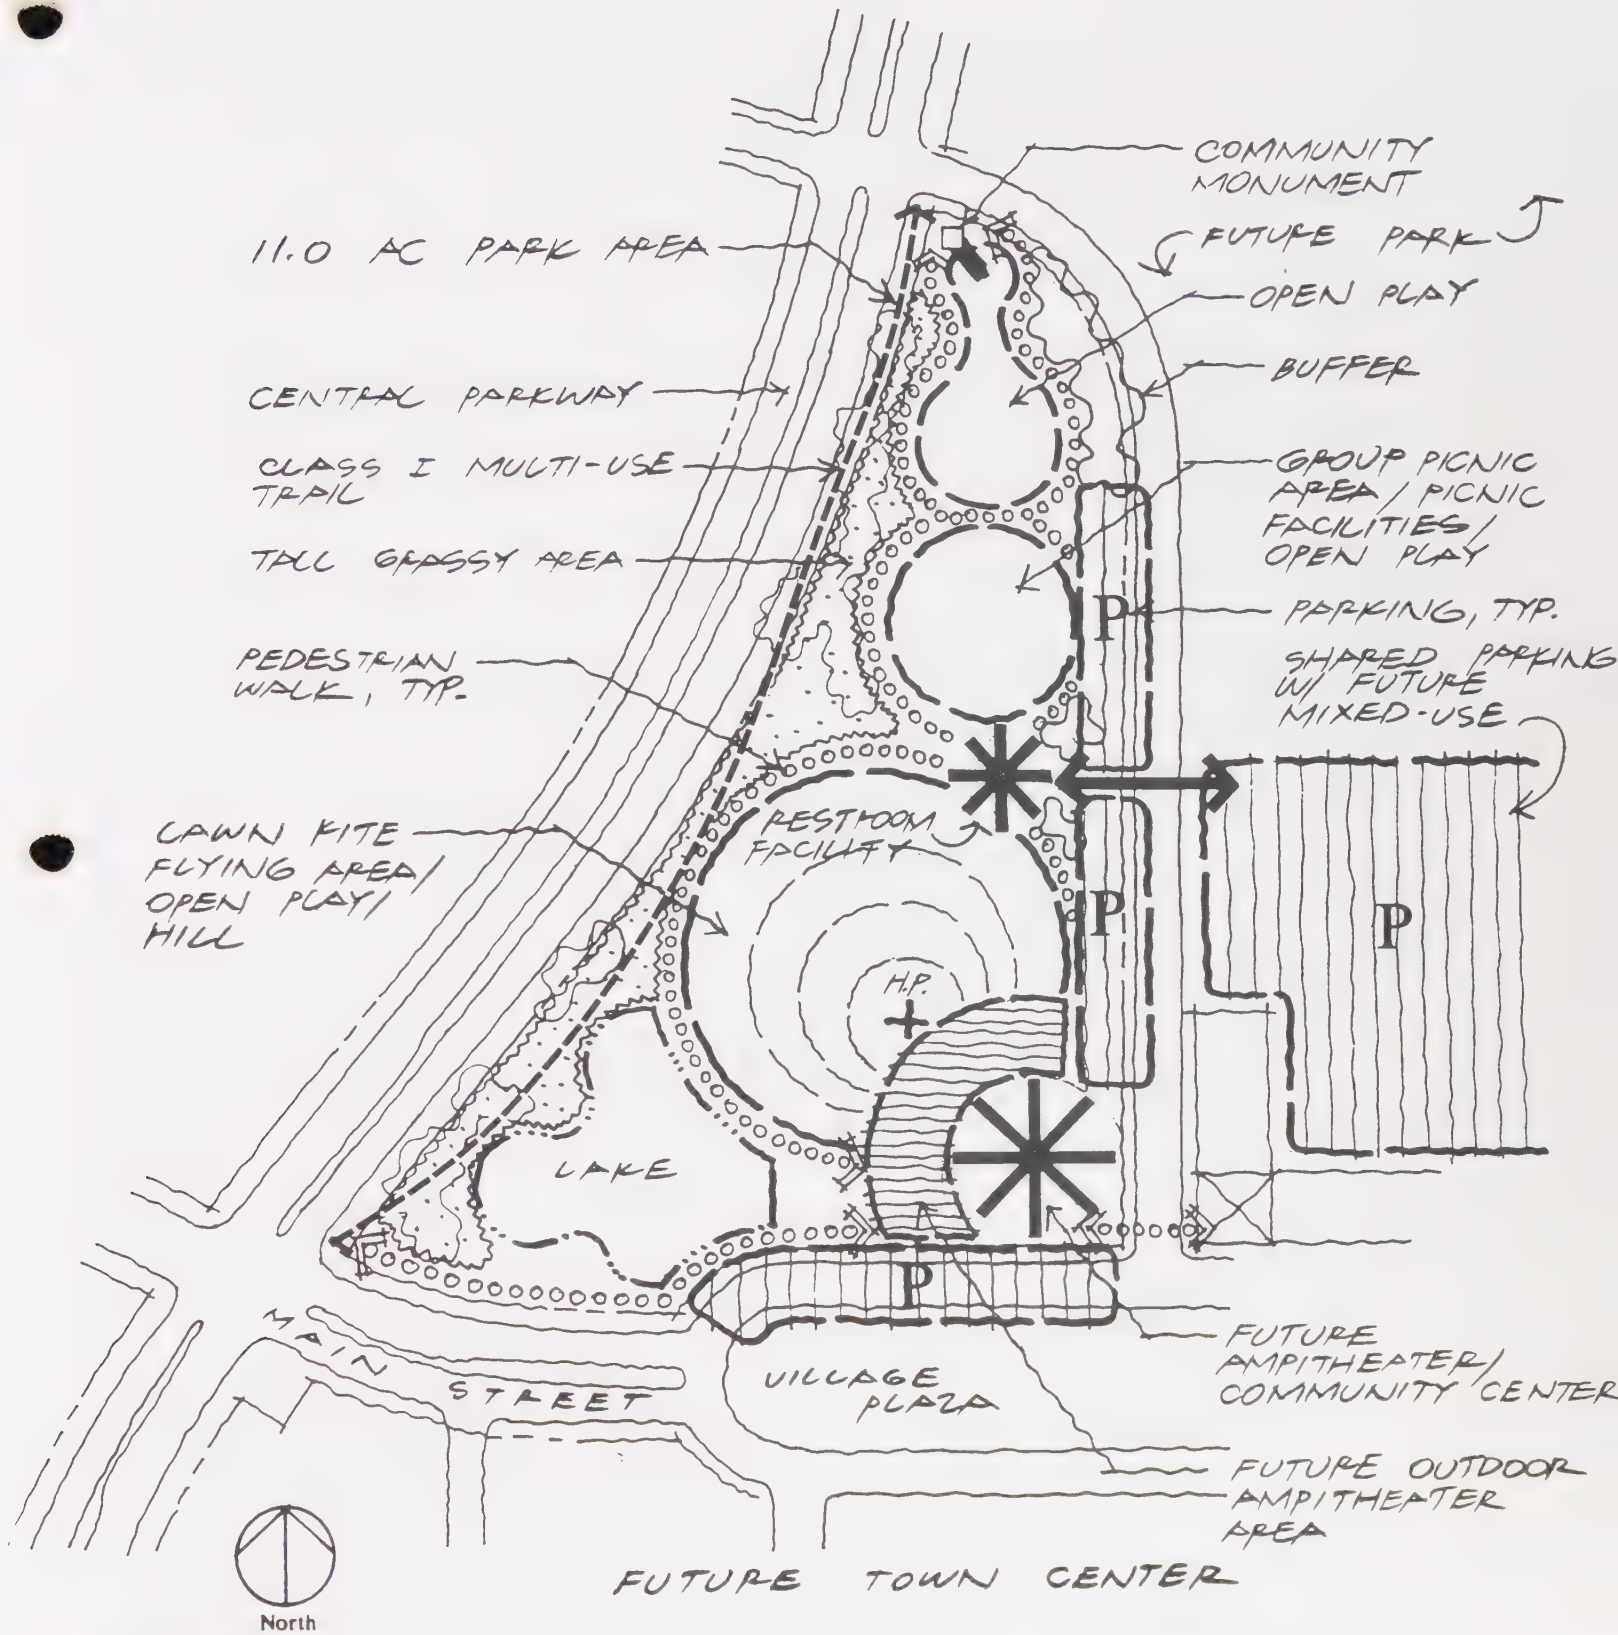 COMMUNITY
MONUMENT
FUTURE PARK
11.0 AC PARK AREA
OPEN PLAY
BUFFER
CENTRAL PARKWAY
CLASS I MULTI-USE
TRAIL
GROUP PICNIC
AREA / PICNIC
FACILITIES /
OPEN PLAY
TALL GRASSY AREA
P
PARKING, TYP.
PEDESTRIAN
WALK, TYP.
SHARED PARKING
W/ FUTURE
MIXED-USE
LAWN KITE
FLYING AREA /
OPEN PLAY /
HILL
RESTROOM
FACILITY
P
P
H.P.
LAKE
P
MAIN STREET
VILLAGE
PLAZA
FUTURE
AMPITHEATER /
COMMUNITY CENTER
FUTURE OUTDOOR
AMPITHEATER
AREA
FUTURE TOWN CENTER
North